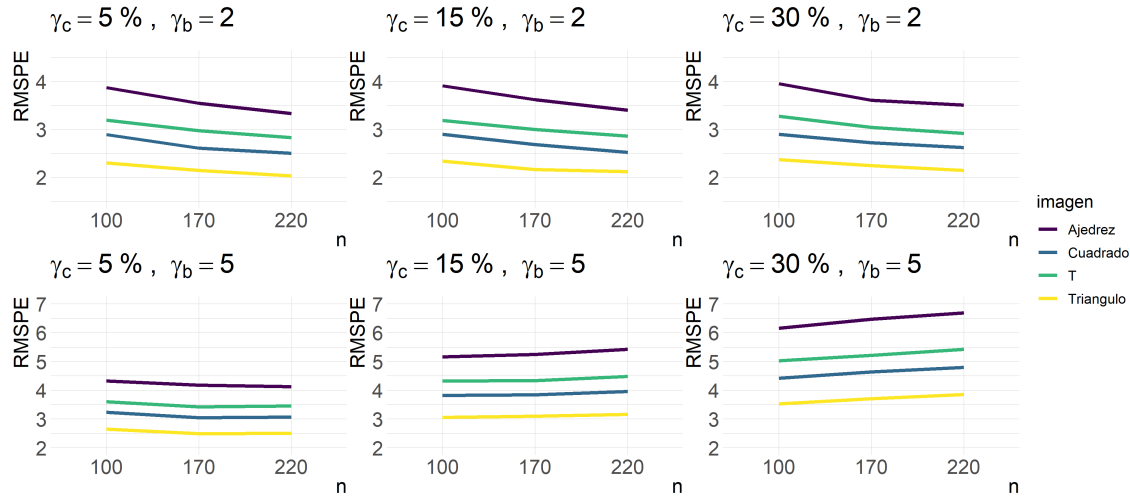 γc = 5 % , γb = 2
RMSPE
4
3
2
100 170 220
n
γc = 15 % , γb = 2
RMSPE
4
3
2
100 170 220
n
γc = 30 % , γb = 2
RMSPE
4
3
2
100 170 220
n
imagen
Ajedrez
Cuadrado
T
Triangulo
γc = 5 % , γb = 5
RMSPE
7
6
5
4
3
2
100 170 220
n
γc = 15 % , γb = 5
RMSPE
7
6
5
4
3
2
100 170 220
n
γc = 30 % , γb = 5
RMSPE
7
6
5
4
3
2
100 170 220
n